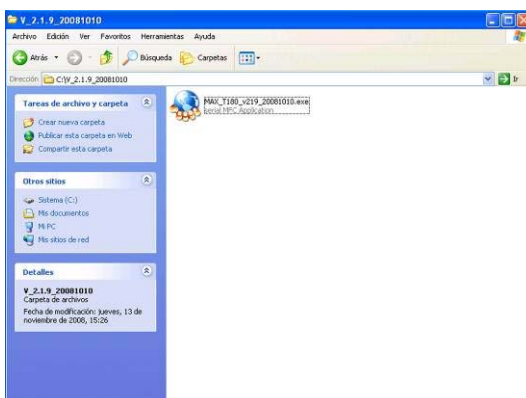 V_2.1.9_20081010
Archivo Edición Ver Favoritos Herramientas Ayuda
Atrás Búsqueda Carpetas
Dirección C:\V_2.1.9_20081010 Ir
Tareas de archivo y carpeta
Crear nueva carpeta
Publicar esta carpeta en Web
Compartir esta carpeta
Otros sitios
Sistema (C:)
Mis documentos
Mi PC
Mis sitios de red
Detalles
V_2.1.9_20081010
Carpeta de archivos
Fecha de modificación: jueves, 13 de
noviembre de 2008, 15:26
MAX_T180_v219_20081010.exe
serial MFC Application